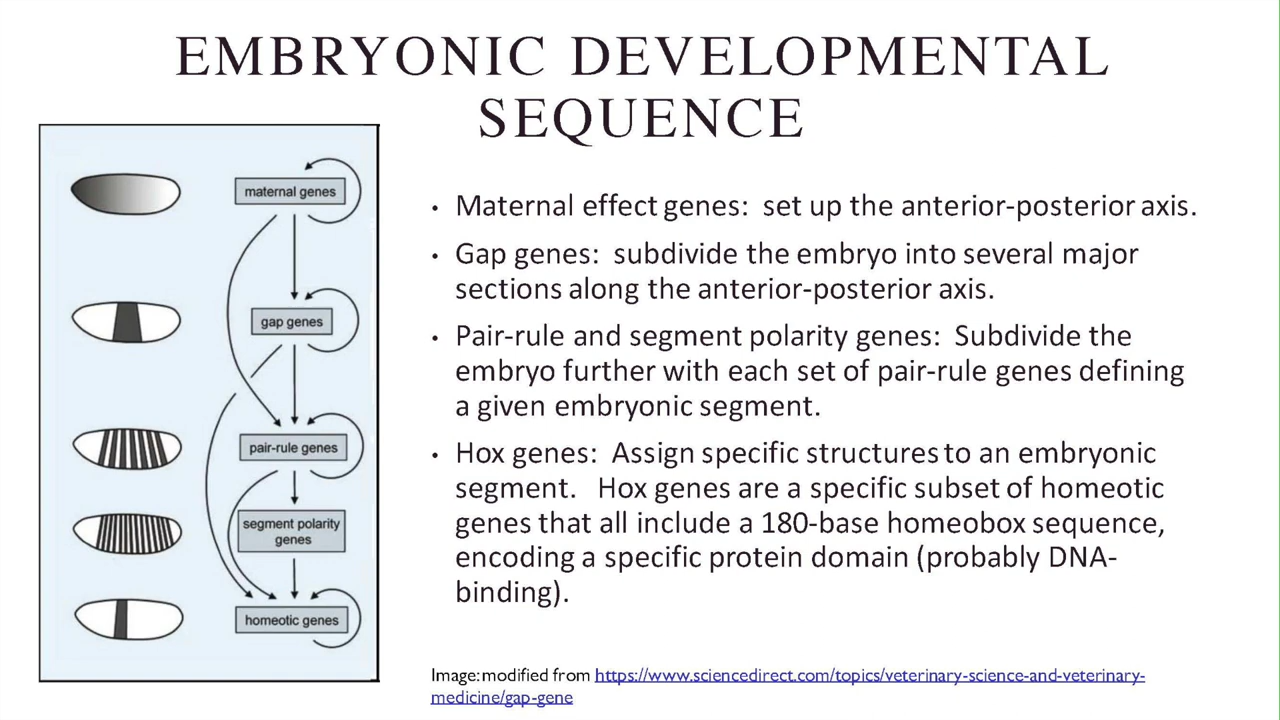 EMBRYONIC DEVELOPMENTAL
SEQUENCE
maternal genes
gap genes
pair-rule genes
segment polarity
genes
homeotic genes
• Maternal effect genes: set up the anterior-posterior axis.
• Gap genes: subdivide the embryo into several major
sections along the anterior-posterior axis.
• Pair-rule and segment polarity genes: Subdivide the
embryo further with each set of pair-rule genes defining
a given embryonic segment.
• Hox genes: Assign specific structures to an embryonic
segment. Hox genes are a specific subset of homeotic
genes that all include a 180-base homeobox sequence,
encoding a specific protein domain (probably DNA-
binding).
Image: modified from https://www.sciencedirect.com/topics/veterinary-science-and-veterinary-
medicine/gap-gene